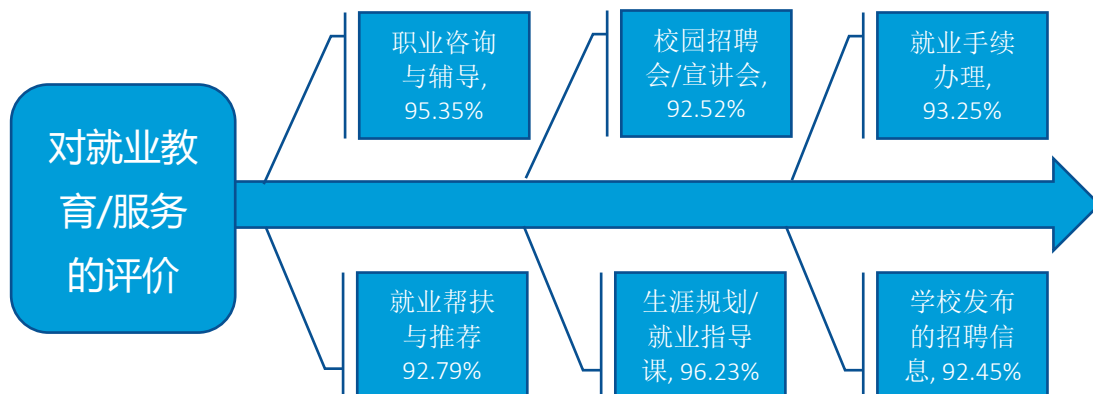 对就业教
育/服务
的评价
职业咨询
与辅导,
95.35%
校园招聘
会/宣讲会,
92.52%
就业手续
办理,
93.25%
就业帮扶
与推荐
92.79%
生涯规划/
就业指导
课, 96.23%
学校发布
的招聘信
息, 92.45%